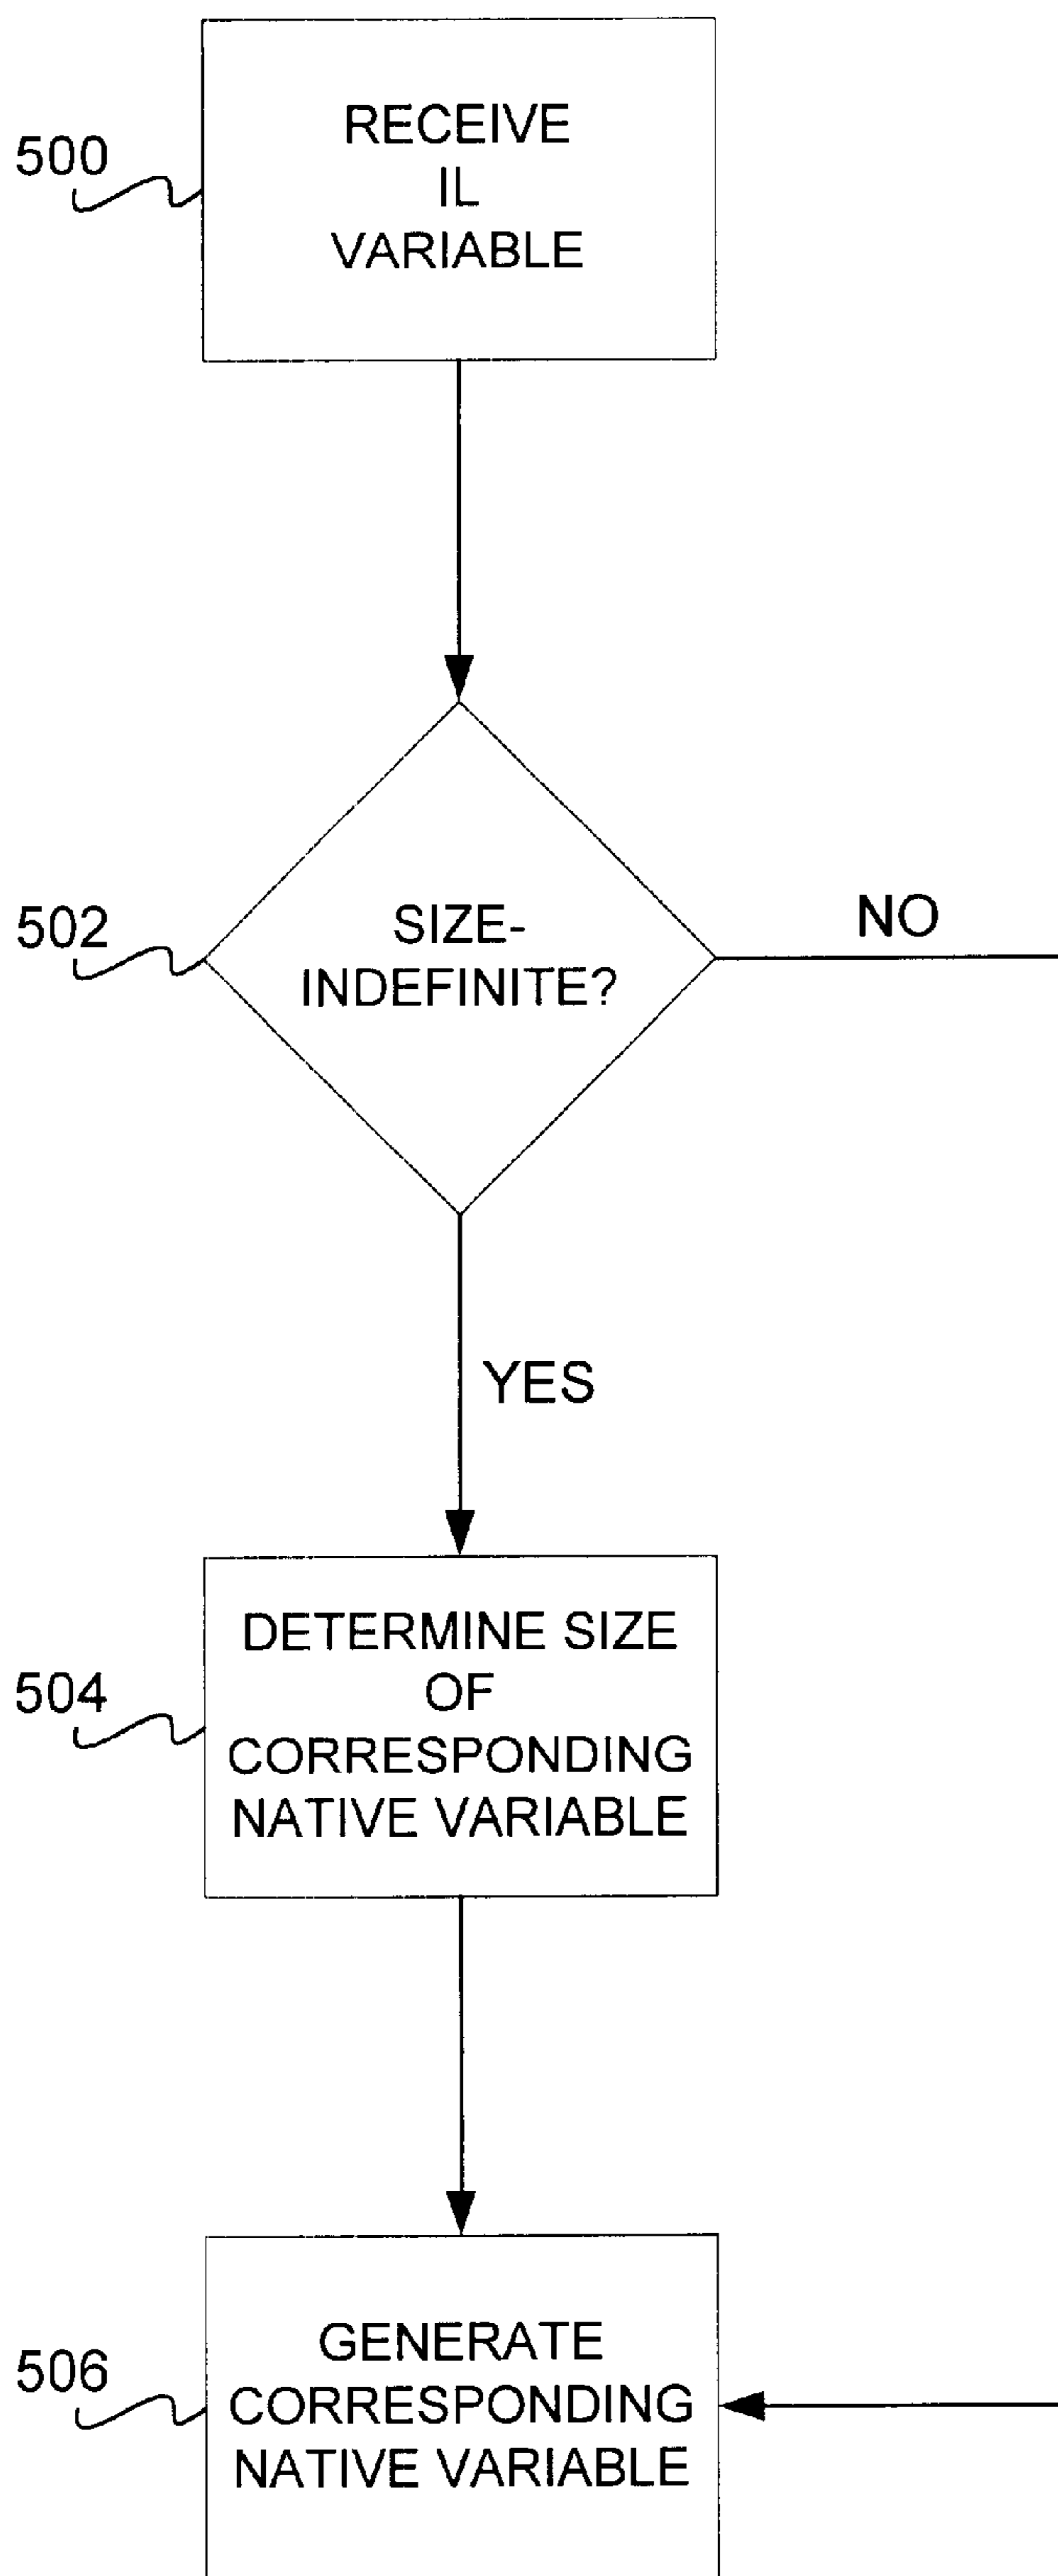 500
RECEIVE
IL
VARIABLE
502
SIZE-
INDEFINITE?
NO
YES
504
DETERMINE SIZE
OF
CORRESPONDING
NATIVE VARIABLE
506
GENERATE
CORRESPONDING
NATIVE VARIABLE